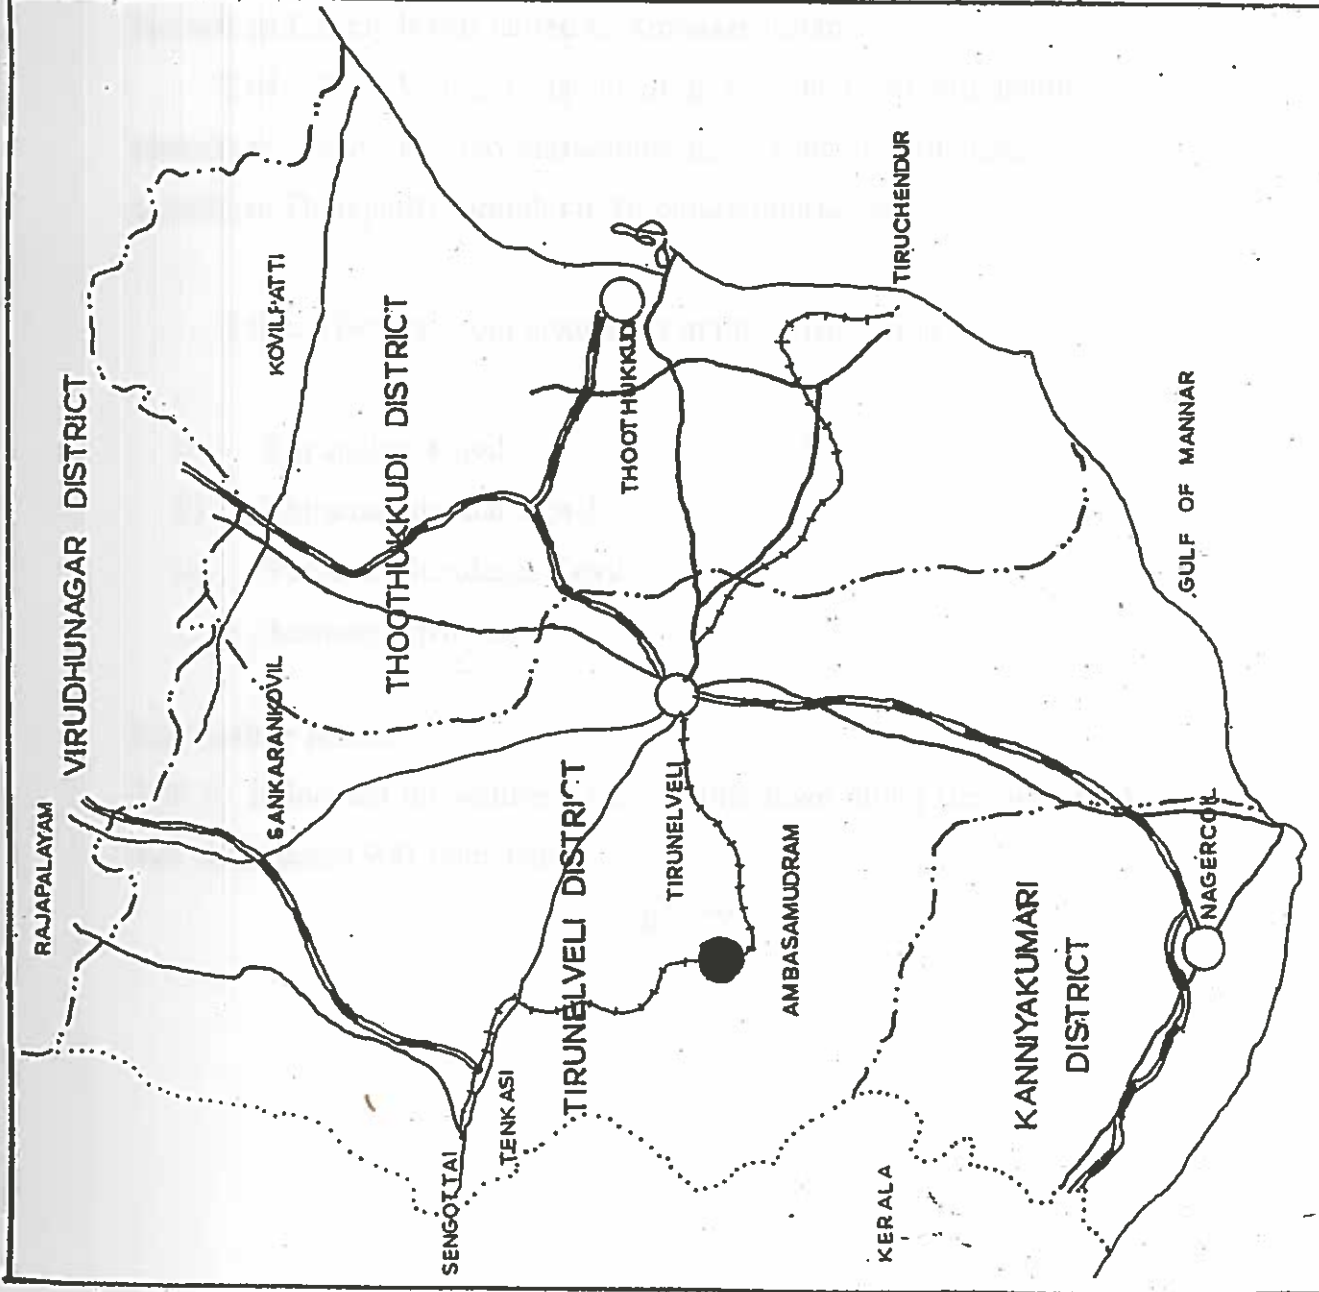 RAJAPALAYAM
VIRUDHUNAGAR DISTRICT
KOVILPATTI
SANKARANKOVIL
THOOTHUKKUDI DISTRICT
THOOTHUKKUDI
TIRUCHENDUR
TIRUNELVELI DISTRICT
TIRUNELVELI
AMBASAMUDRAM
SENGOTTAI
TENKASI
KERALA
KANNIYAKUMARI
DISTRICT
NAGERCOIL
GULF OF MANNAR